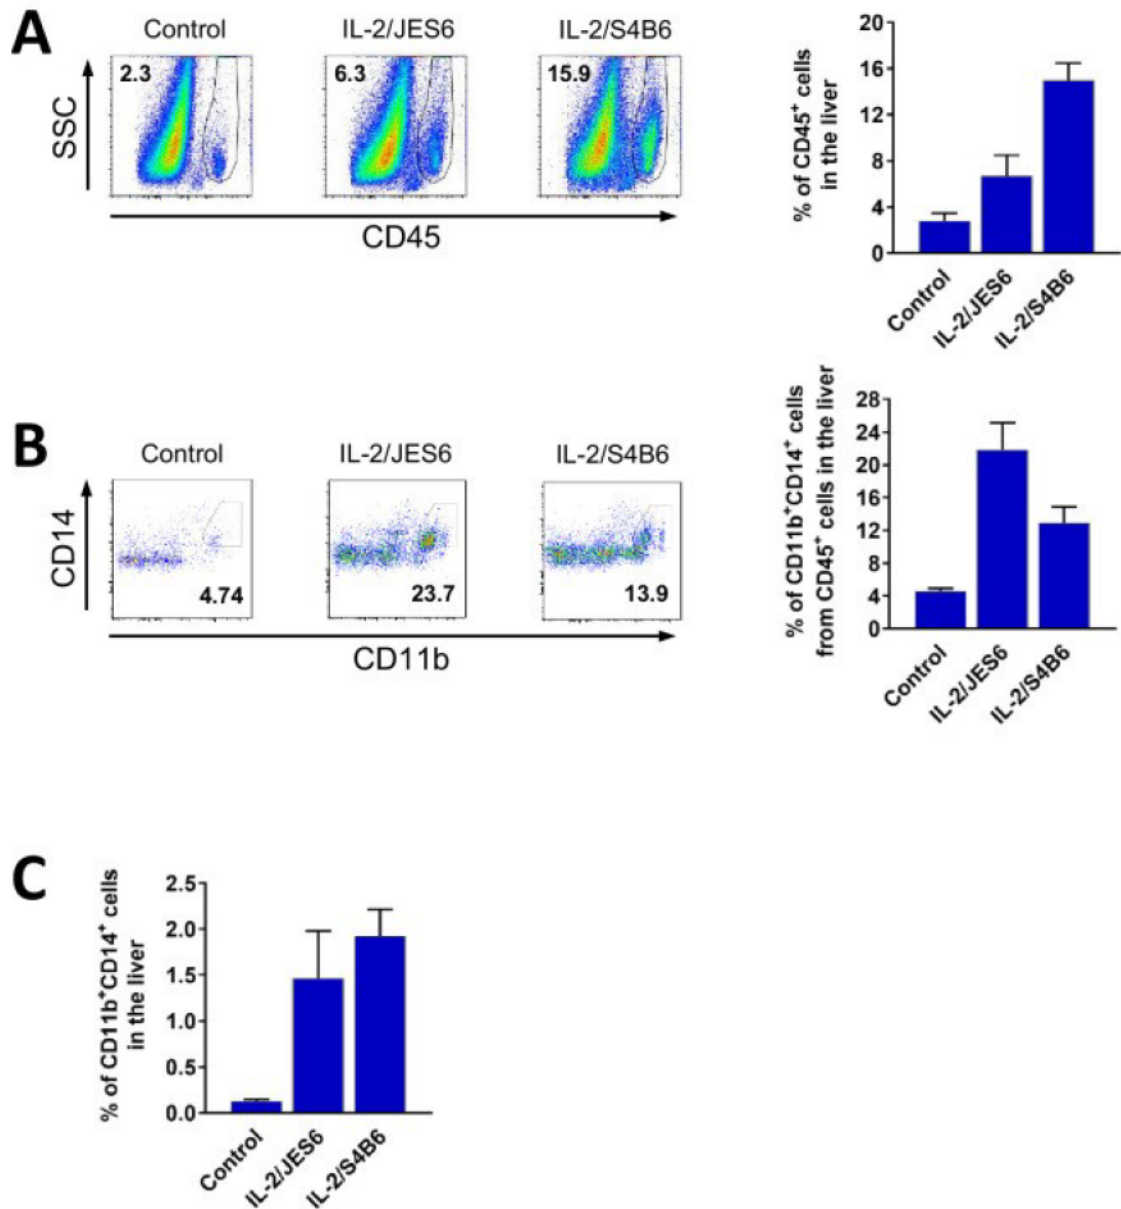 A
Control
IL-2/JES6
IL-2/S4B6
2.3
6.3
15.9
SSC
CD45
% of CD45⁺ cells
in the liver
20
16
12
8
4
0
Control
IL-2/JES6
IL-2/S4B6
B
Control
IL-2/JES6
IL-2/S4B6
4.74
23.7
13.9
CD14
CD11b
% of CD11b⁺CD14⁺ cells
from CD45⁺ cells in the liver
28
24
20
16
12
8
4
0
Control
IL-2/JES6
IL-2/S4B6
C
% of CD11b⁺CD14⁺ cells
in the liver
2.5
2.0
1.5
1.0
0.5
0.0
Control
IL-2/JES6
IL-2/S4B6